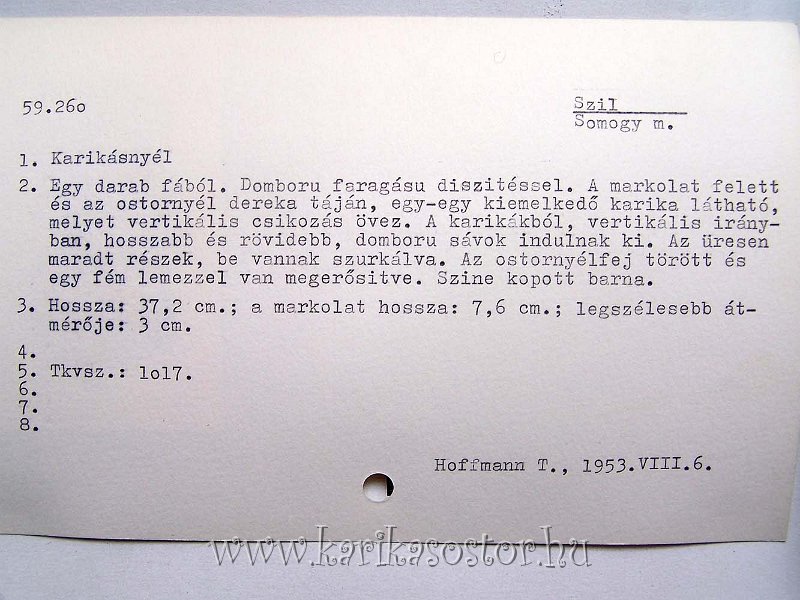 59.26o
Szil
Somogy m.
1. Karikásnyél
2. Egy darab fából. Domboru faragásu diszitéssel. A markolat felett
és az ostornyél dereka táján, egy-egy kiemelkedő karika látható,
melyet vertikális csikozás övez. A karikákból, vertikális irány-
ban, hosszabb és rövidebb, domboru sávok indulnak ki. Az üresen
maradt részek, be vannak szurkálva. Az ostornyélfej törött és
egy fém lemezzel van megerősitve. Szine kopott barna.
3. Hossza: 37,2 cm.; a markolat hossza: 7,6 cm.; legszélesebb át-
mérője: 3 cm.
4.
5. Tkvsz.: lol7.
6.
7.
8.
Hoffmann T., 1953.VIII.6.
www.karikasostor.hu